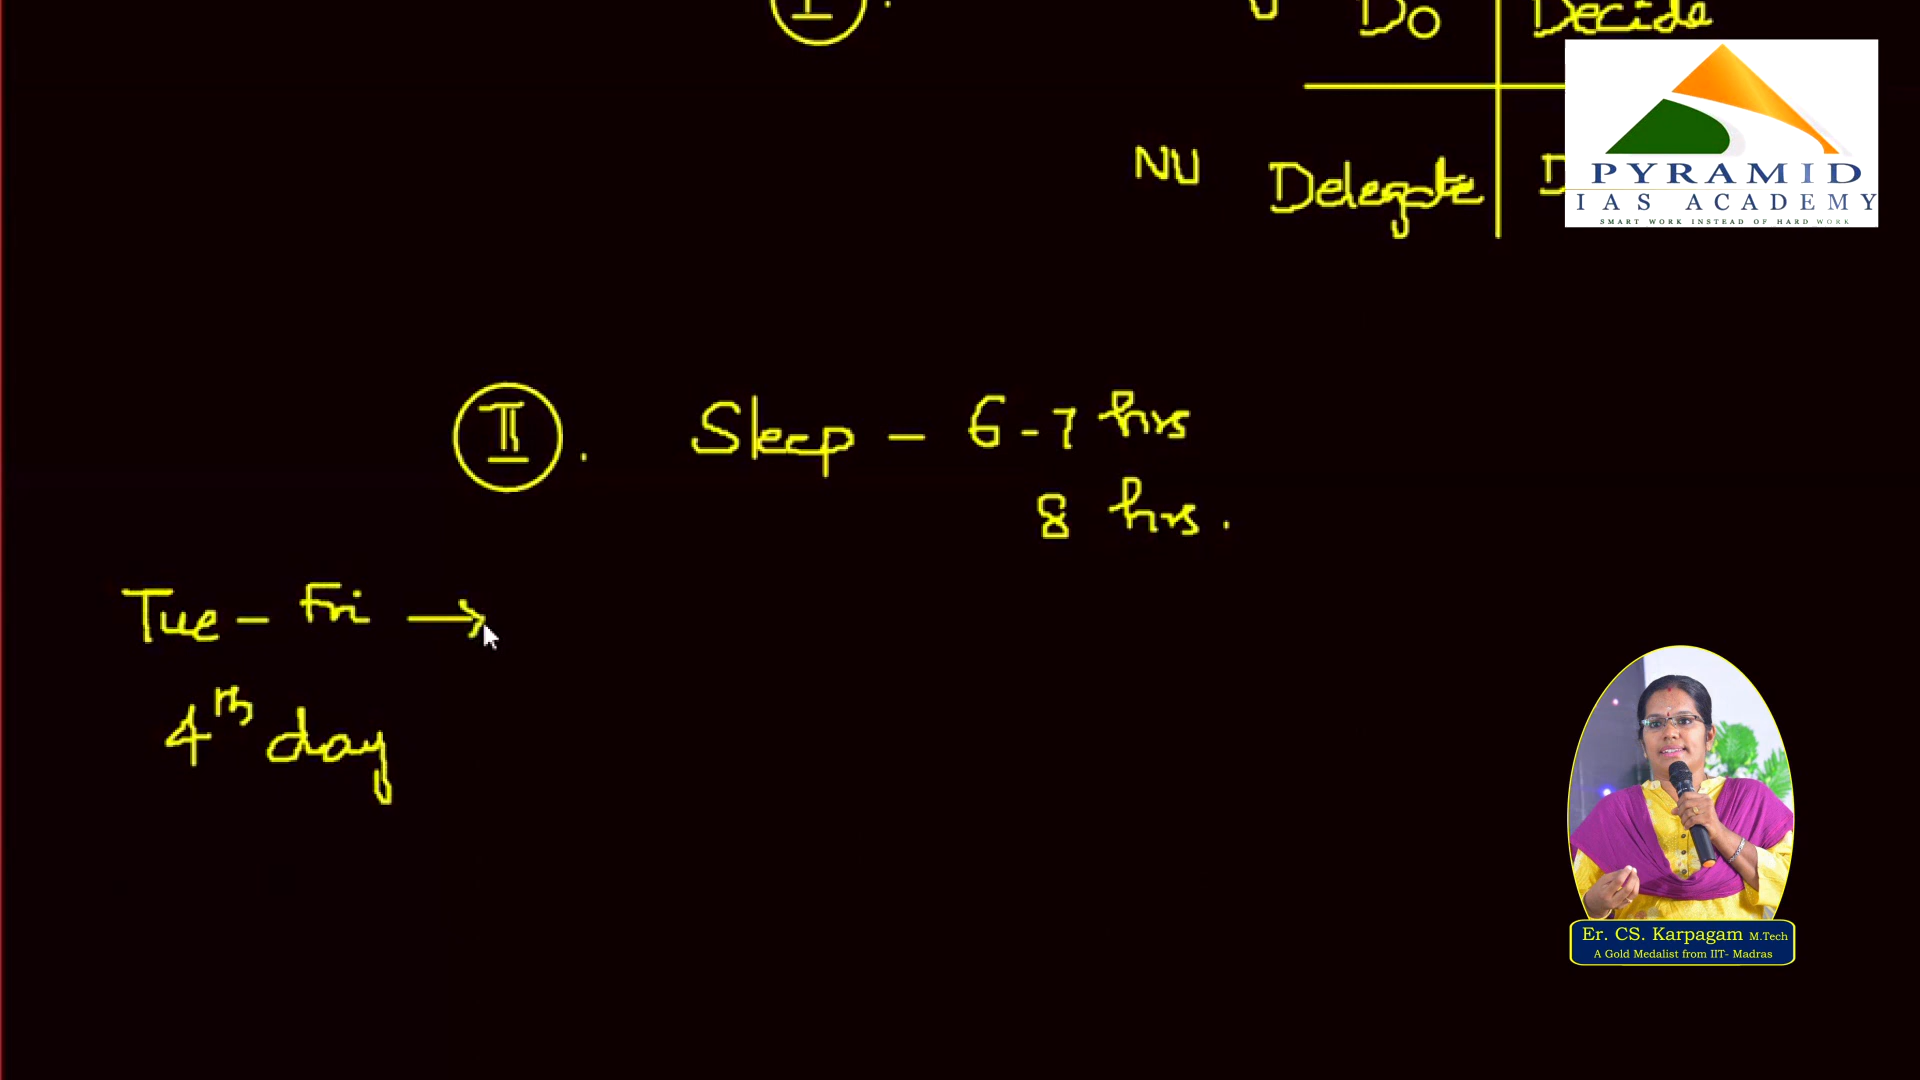 I.
Do Decide
NU Delegate D
PYRAMID
IAS ACADEMY
SMART WORK INSTEAD OF HARD WORK
II. Sleep - 6-7 hrs
8 hrs.
Tue - Fri →
4th day
Er. CS. Karpagam M.Tech
A Gold Medalist from IIT- Madras